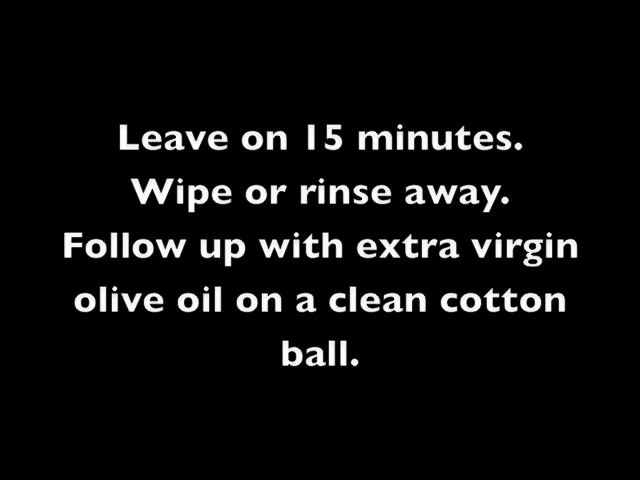 Leave on 15 minutes.
Wipe or rinse away.
Follow up with extra virgin
olive oil on a clean cotton
ball.